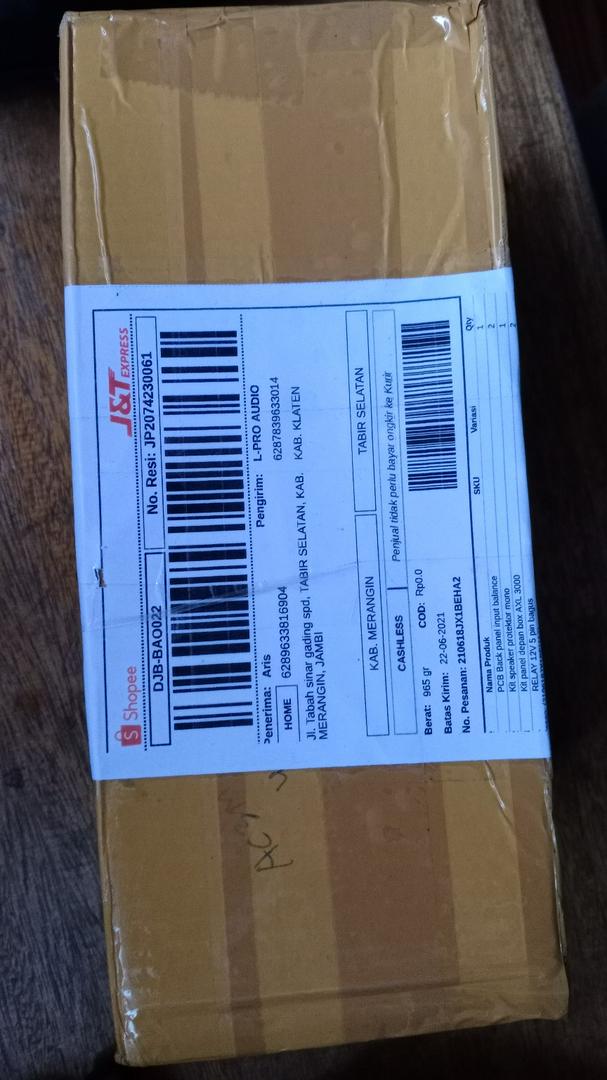 Shopee
J&T EXPRESS
DJB-BAO022
No. Resi: JP2074230061
Penerima: Aris
Pengirim: L-PRO AUDIO
HOME
6289633816904
6287839633014
Jl. Tabah sinar gading spd, TABIR SELATAN, KAB.
MERANGIN, JAMBI
KAB. KLATEN
KAB. MERANGIN
TABIR SELATAN
CASHLESS
Penjual tidak perlu bayar ongkir ke Kurir
Berat: 965 gr
COD: Rp0.0
Batas Kirim: 22-06-2021
No. Pesanan: 210618JX1BEHA2
Nama Produk SKU Variasi Qty
PCB Back panel input balance 1
Kit speaker protektor mono 2
Kit panel depan box AXL 3000 1
RELAY 12V 5 pin bagus 2